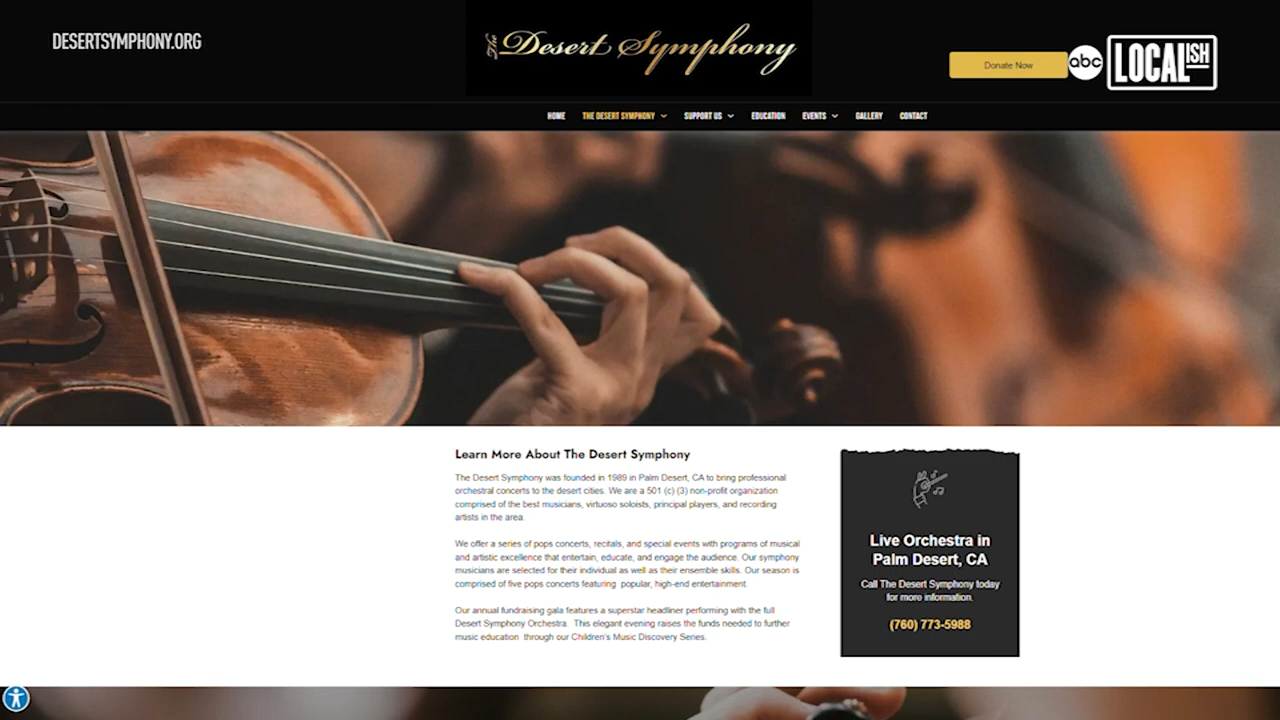 DESERTSYMPHONY.ORG
The Desert Symphony
Donate Now
abc
LOCALISH
HOME THE DESERT SYMPHONY SUPPORT US EDUCATION EVENTS GALLERY CONTACT
Learn More About The Desert Symphony
The Desert Symphony was founded in 1989 in Palm Desert, CA to bring professional
orchestral concerts to the desert cities. We are a 501 (c) (3) non-profit organization
comprised of the best musicians, virtuoso soloists, principal players, and recording
artists in the area.
We offer a series of pops concerts, recitals, and special events with programs of musical
and artistic excellence that entertain, educate, and engage the audience. Our symphony
musicians are selected for their individual as well as their ensemble skills. Our season is
comprised of five pops concerts featuring popular, high-end entertainment.
Our annual fundraising gala features a superstar headliner performing with the full
Desert Symphony Orchestra. This elegant evening raises the funds needed to further
music education through our Children's Music Discovery Series.
Live Orchestra in
Palm Desert, CA
Call The Desert Symphony today
for more information.
(760) 773-5988